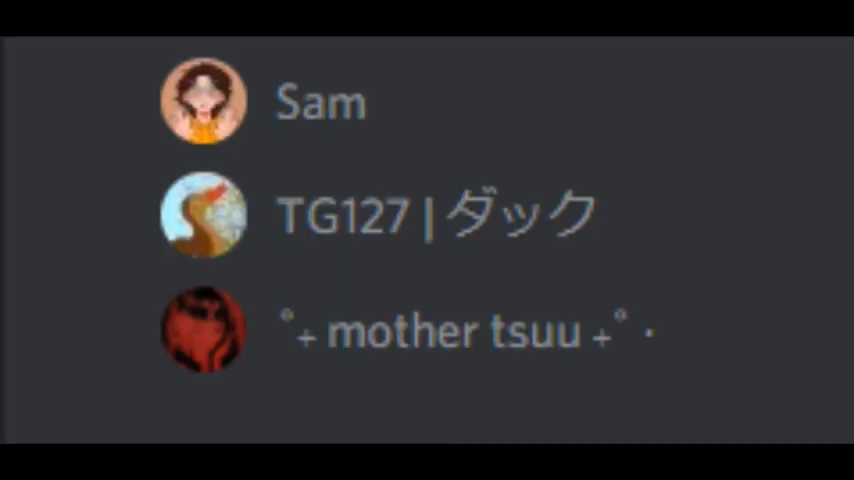 Sam
TG127 | ダック
˚₊ mother tsuu ₊˚ ·